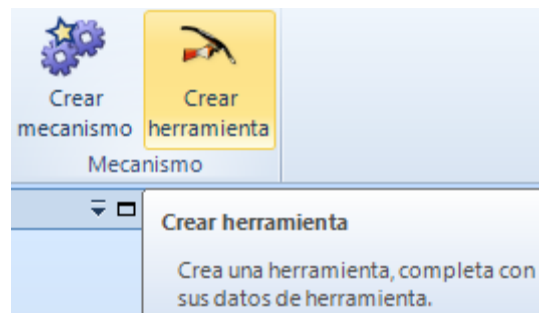 Crear
mecanismo
Crear
herramienta
Mecanismo
Crear herramienta
Crea una herramienta, completa con
sus datos de herramienta.